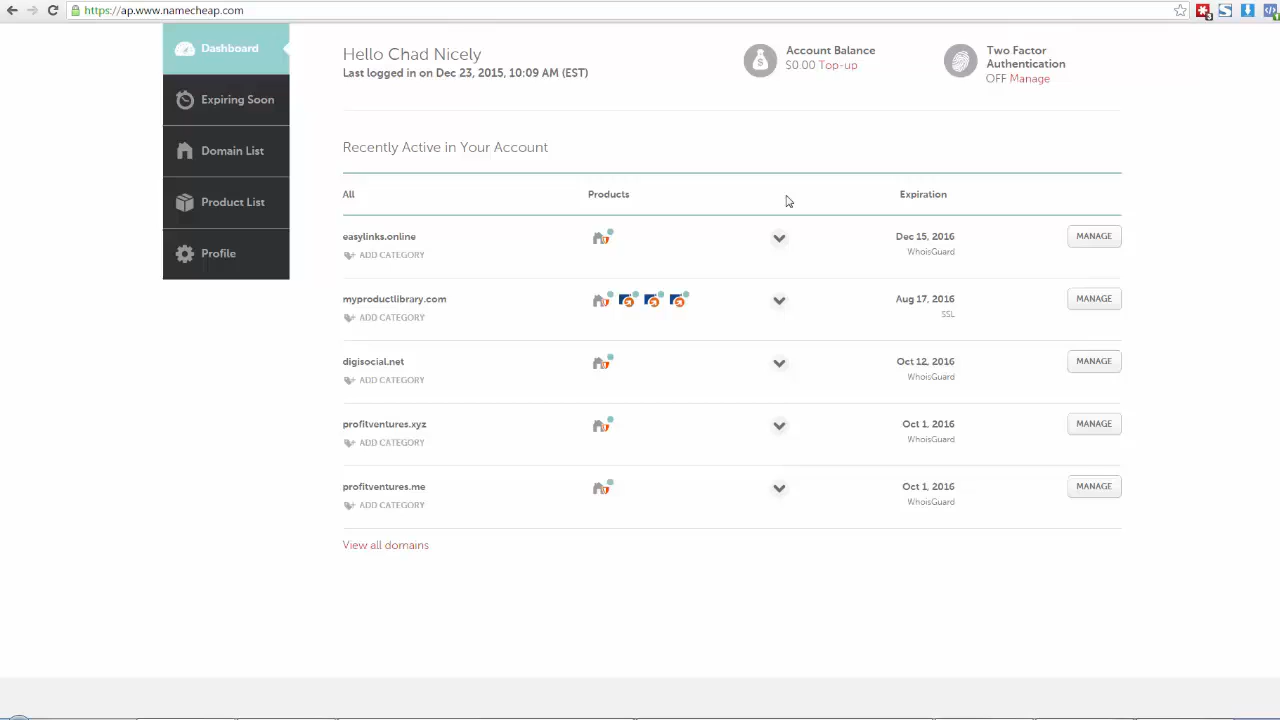 https://ap.www.namecheap.com
3
Dashboard
Expiring Soon
Domain List
Product List
Profile
Hello Chad Nicely
Last logged in on Dec 23, 2015, 10:09 AM (EST)
Account Balance
$0.00 Top-up
Two Factor
Authentication
OFF Manage
Recently Active in Your Account
All Products Expiration
easylinks.online Dec 15, 2016 MANAGE
ADD CATEGORY WhoisGuard
myproductlibrary.com Aug 17, 2016 MANAGE
ADD CATEGORY SSL
digisocial.net Oct 12, 2016 MANAGE
ADD CATEGORY WhoisGuard
profitventures.xyz Oct 1, 2016 MANAGE
ADD CATEGORY WhoisGuard
profitventures.me Oct 1, 2016 MANAGE
ADD CATEGORY WhoisGuard
View all domains